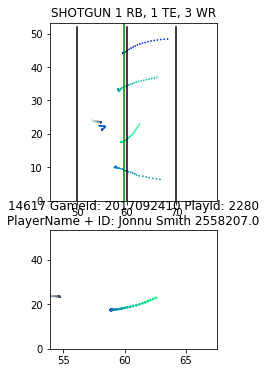 SHOTGUN 1 RB, 1 TE, 3 WR
50
40
30
20
10
0
50 60 70
14617 GameId: 2017092410 PlayId: 2280
PlayerName + ID: Jonnu Smith 2558207.0
40
20
0
55 60 65